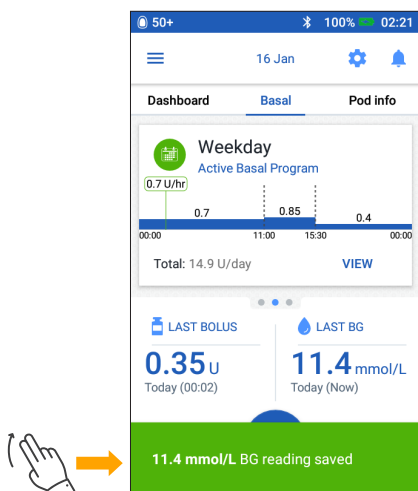 50+ 100% 02:21
16 Jan
Dashboard Basal Pod info
Weekday
Active Basal Program
0.7 U/hr
0.7 0.85 0.4
00:00 11:00 15:30 00:00
Total: 14.9 U/day VIEW
LAST BOLUS LAST BG
0.35 U 11.4 mmol/L
Today (00:02) Today (Now)
11.4 mmol/L BG reading saved